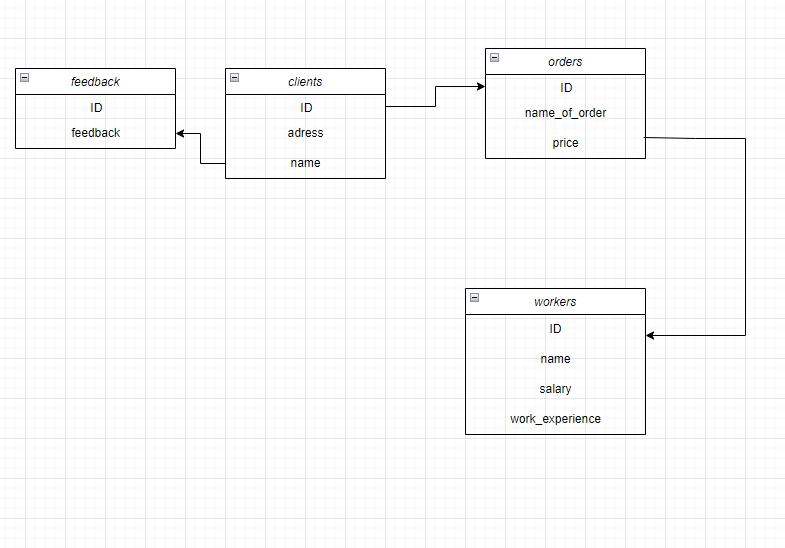 feedback
ID
feedback
clients
ID
adress
name
orders
ID
name_of_order
price
workers
ID
name
salary
work_experience